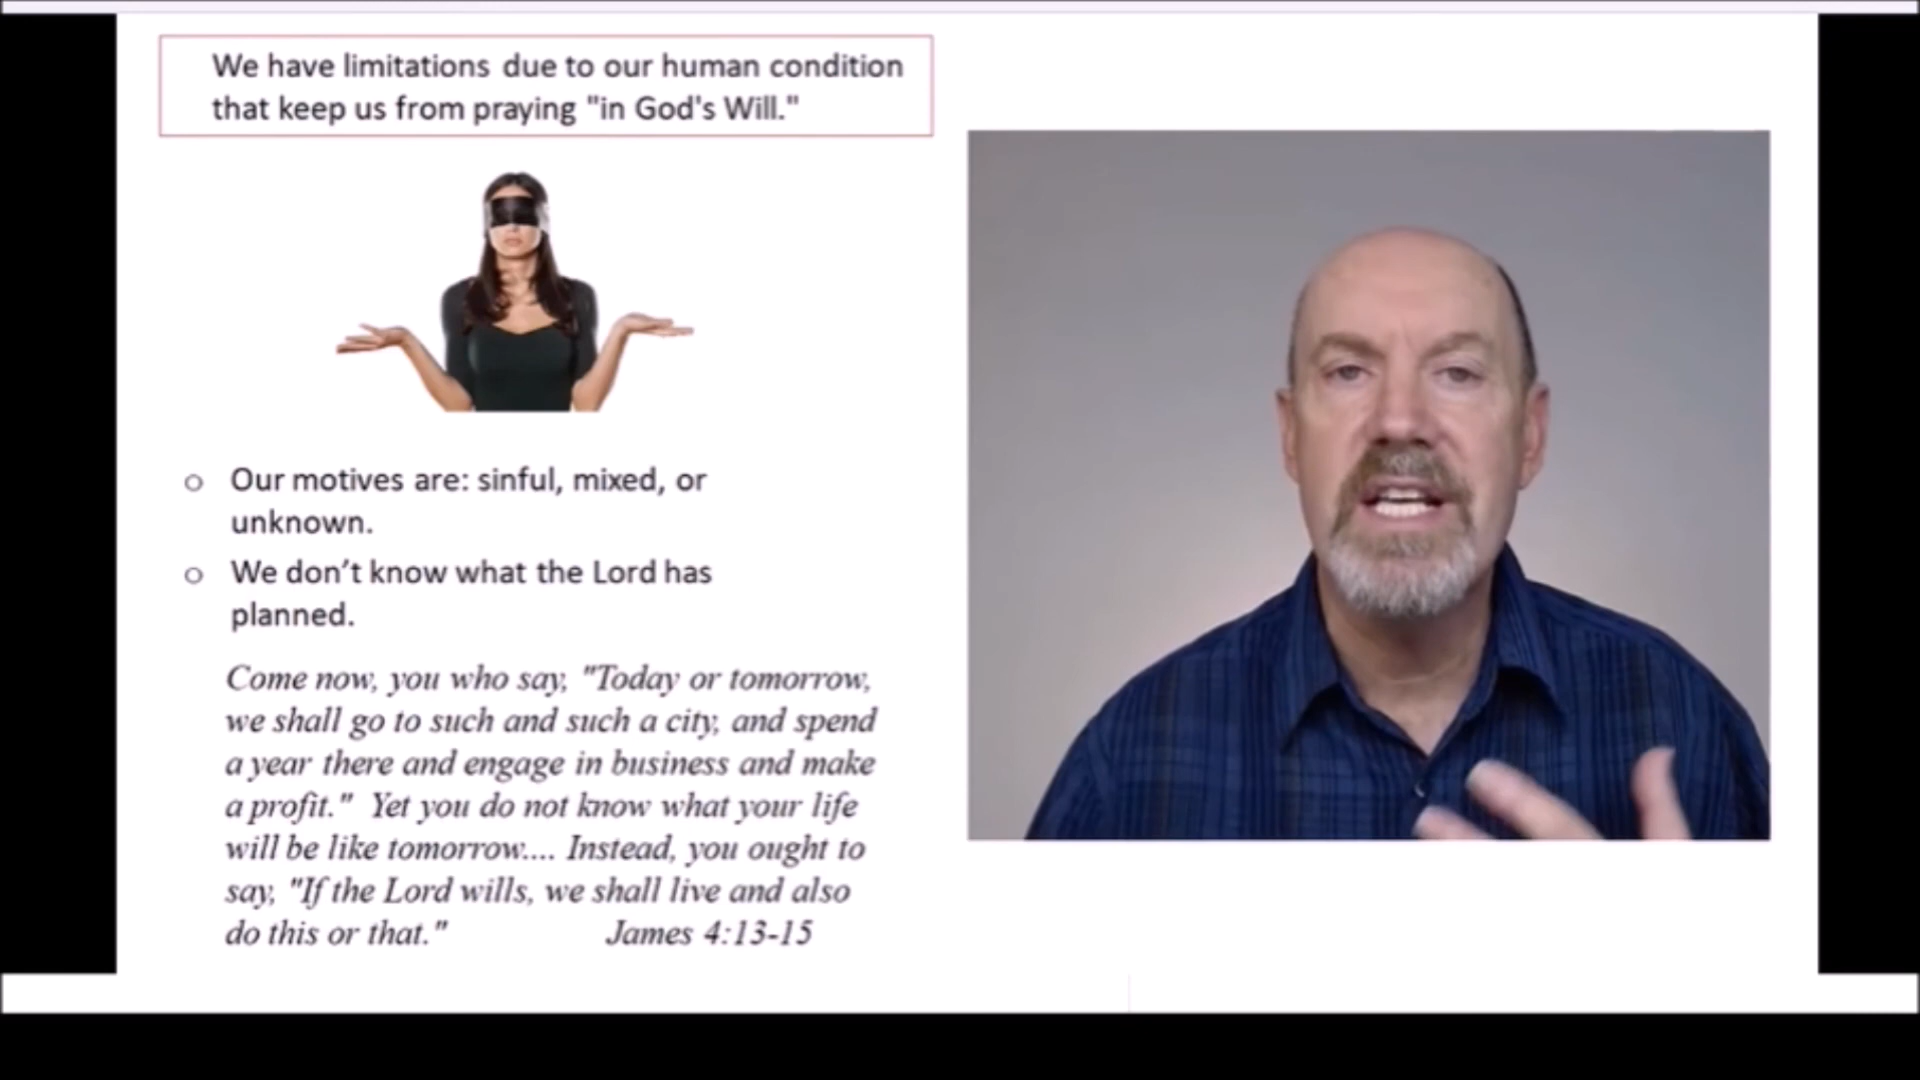 We have limitations due to our human condition
that keep us from praying "in God's Will."
o Our motives are: sinful, mixed, or
unknown.
o We don’t know what the Lord has
planned.
Come now, you who say, "Today or tomorrow,
we shall go to such and such a city, and spend
a year there and engage in business and make
a profit." Yet you do not know what your life
will be like tomorrow.... Instead, you ought to
say, "If the Lord wills, we shall live and also
do this or that." James 4:13-15